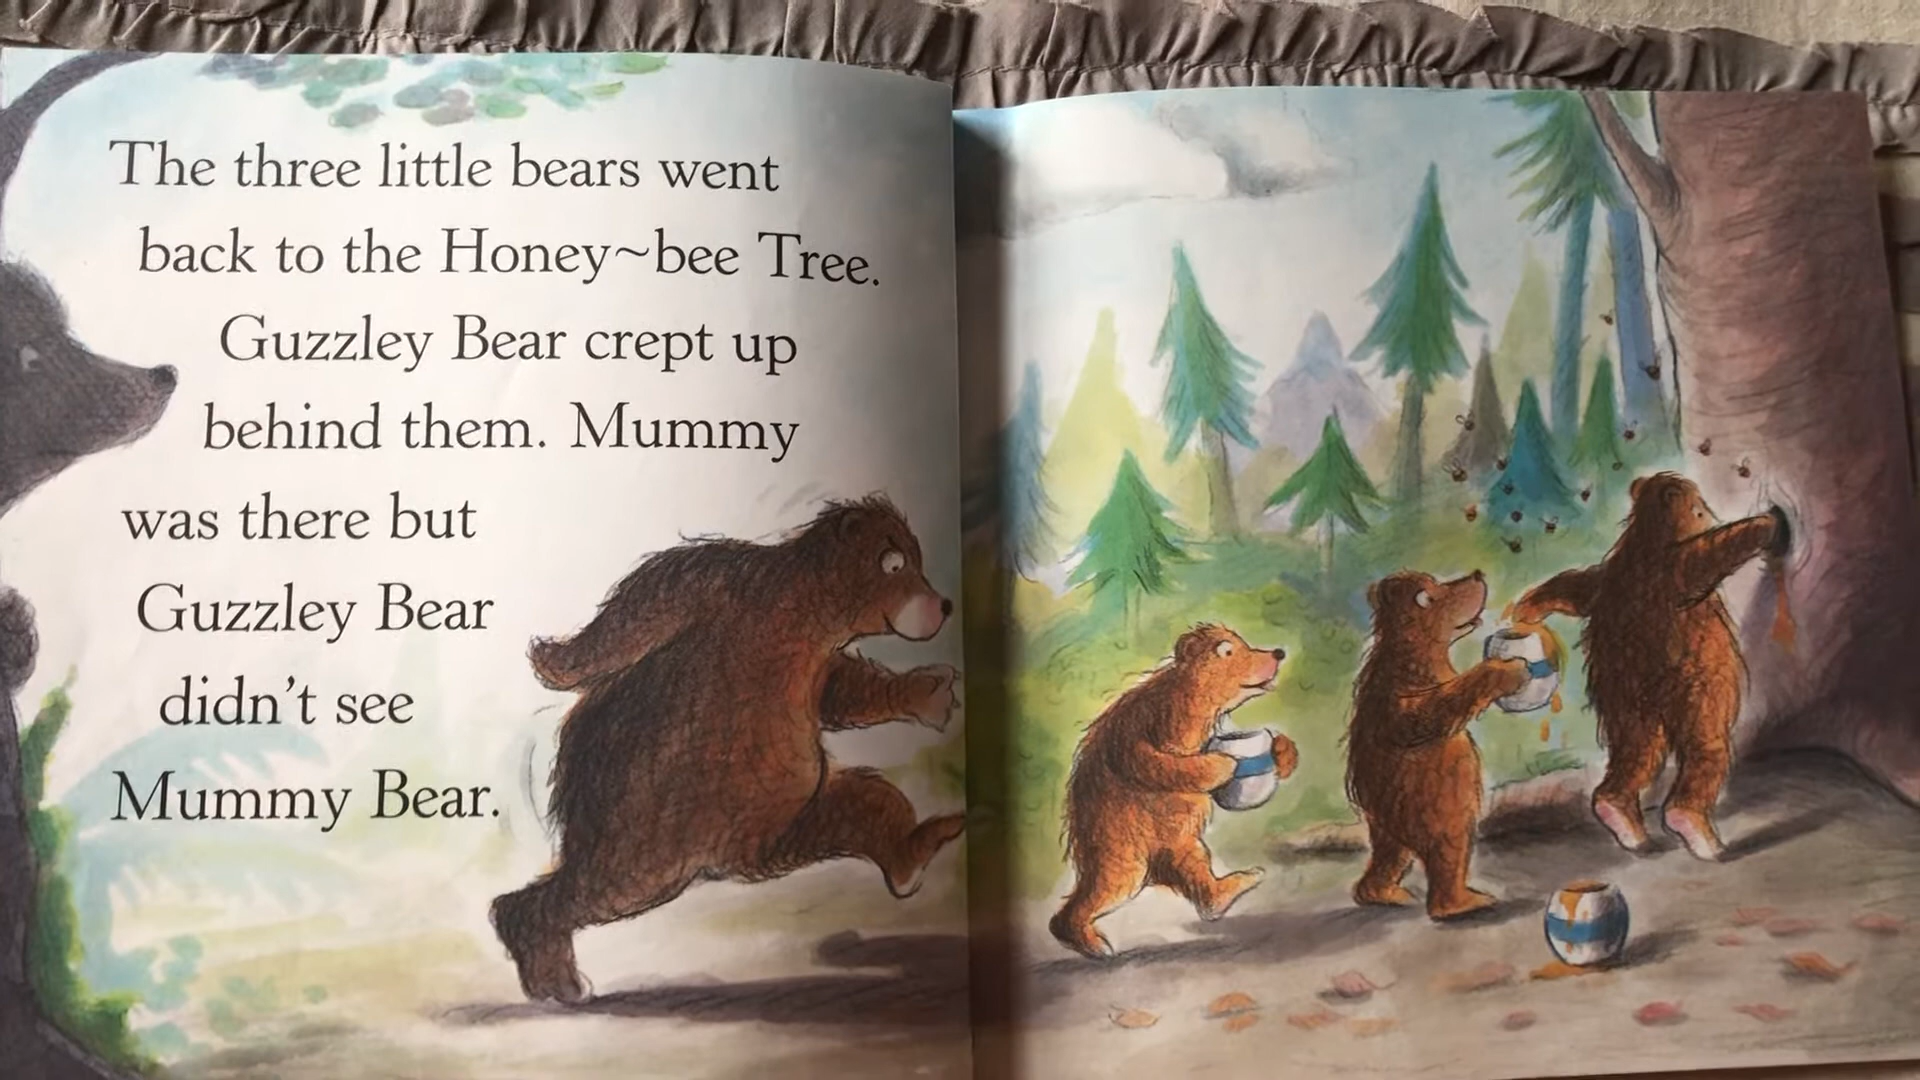 The three little bears went
back to the Honey~bee Tree.
Guzzley Bear crept up
behind them. Mummy
was there but
Guzzley Bear
didn’t see
Mummy Bear.